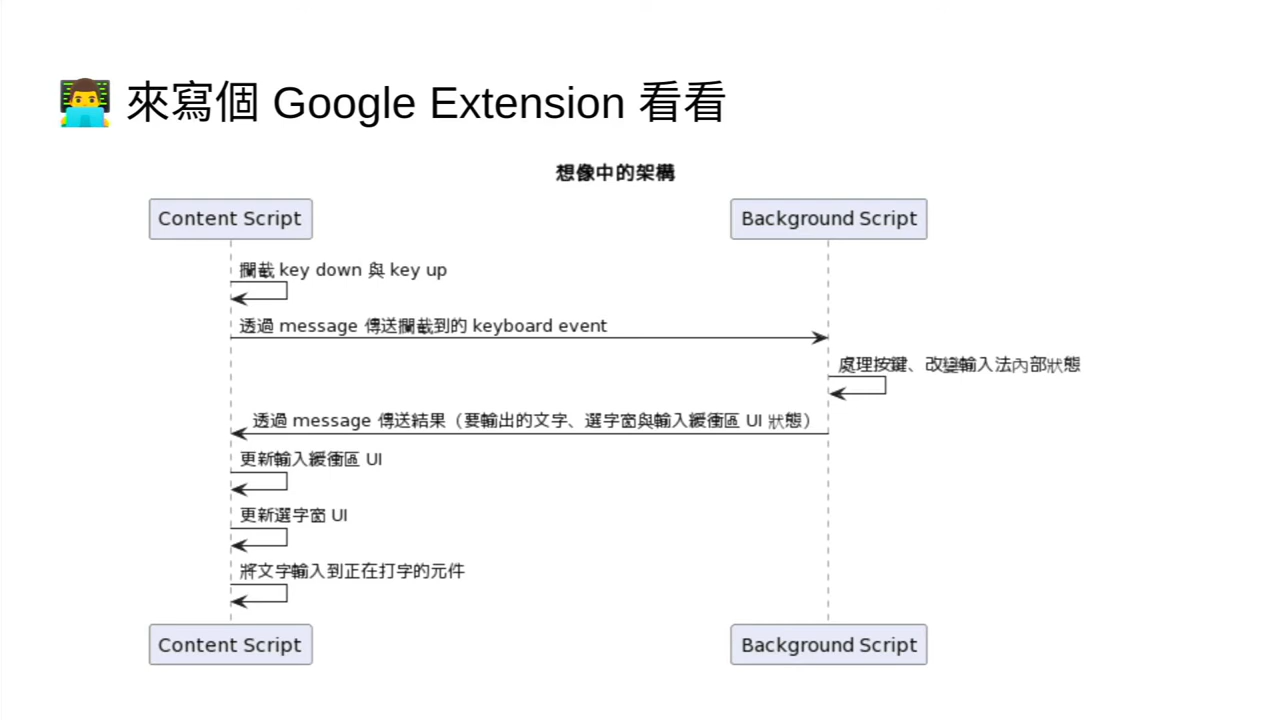 👨‍💻 來寫個 Google Extension 看看
想像中的架構
Content Script
Background Script
攔截 key down 與 key up
透過 message 傳送攔截到的 keyboard event
處理按鍵、改變輸入法內部狀態
透過 message 傳送結果（要輸出的文字、選字窗與輸入緩衝區 UI 狀態）
更新輸入緩衝區 UI
更新選字窗 UI
將文字輸入到正在打字的元件
Content Script
Background Script